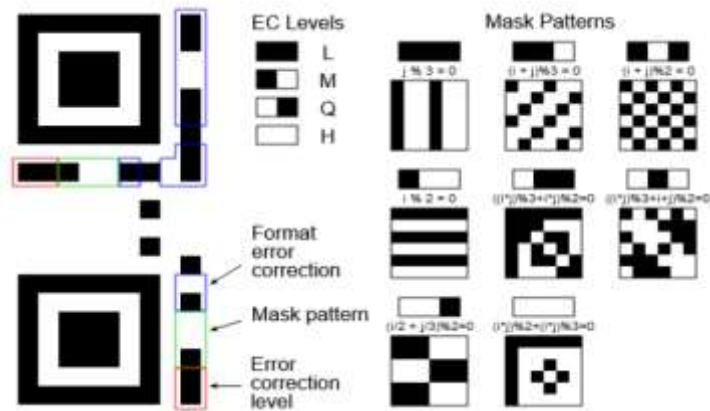 EC Levels
L
M
Q
H
Format
error
correction
Mask pattern
Error
correction
level
Mask Patterns
j % 3 = 0
(i + j)%3 = 0
(i + j)%2 = 0
i % 2 = 0
((i*j)%3+i*j)%2=0
((i*j)%3+i+j)%2=0
(i/2 + j/3)%2=0
(i*j)%2+(i*j)%3=0